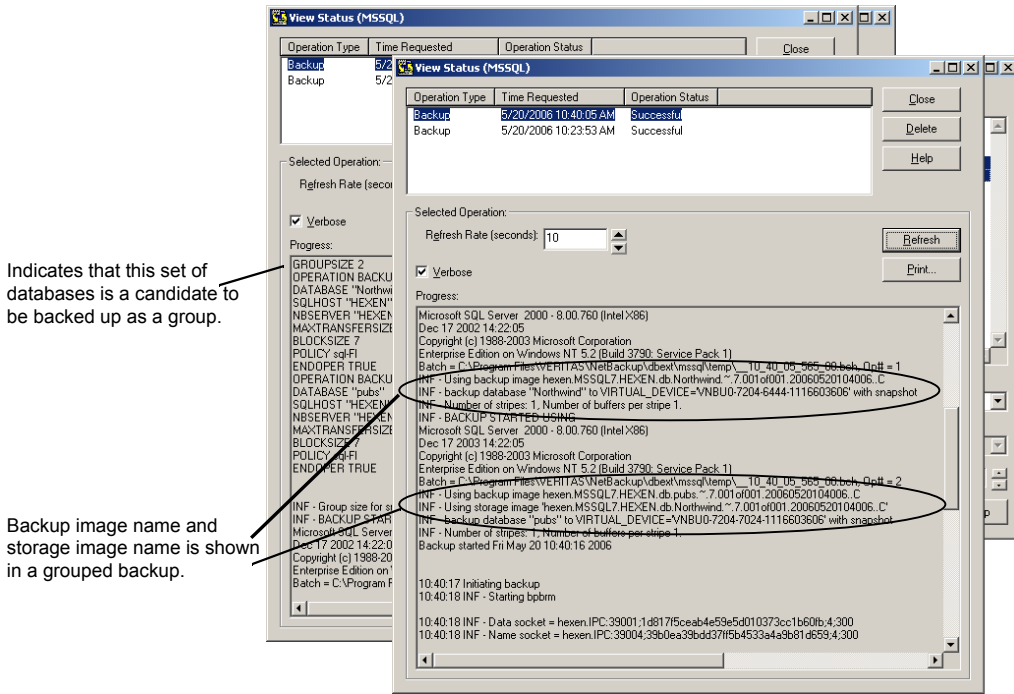 View Status (MSSQL)
Operation Type Time Requested Operation Status
Close
Backup 5/2
Backup 5/2
Selected Operation:
Refresh Rate (secon
Verbose
Progress:
GROUPSIZE 2
OPERATION BACKU
DATABASE "Northwi
SQLHOST "HEXEN"
NBSERVER "HEXEN
MAXTRANSFERSIZE
BLOCKSIZE 7
POLICY sql-FI
ENDOPER TRUE
OPERATION BACKU
DATABASE "pubs"
SQLHOST "HEXEN
NBSERVER "HEXEN
MAXTRANSFERSIZE
BLOCKSIZE 7
POLICY sql-FI
ENDOPER TRUE
INF - Group size for s
INF - BACKUP STAR
Microsoft SQL Server
Dec 17 2002 14:22:0
Copyright (c) 1988-20
Enterprise Edition on
Batch = C:\Program F
Indicates that this set of
databases is a candidate to
be backed up as a group.
Backup image name and
storage image name is shown
in a grouped backup.
View Status (MSSQL)
Operation Type Time Requested Operation Status
Backup 5/20/2006 10:40:05 AM Successful
Backup 5/20/2006 10:23:53 AM Successful
Close
Delete
Help
Selected Operation:
Refresh Rate (seconds): 10
Refresh
Verbose
Print...
Progress:
Microsoft SQL Server 2000 - 8.00.760 (Intel X86)
Dec 17 2002 14:22:05
Copyright (c) 1988-2003 Microsoft Corporation
Enterprise Edition on Windows NT 5.2 (Build 3790: Service Pack 1)
Batch = C:\Program Files\VERITAS\NetBackup\dbext\mssql\temp\__10_40_05_565_00.bch, Op# = 1
INF - Using backup image hexen.MSSQL7.HEXEN.db.Northwind.~.7.001of001.20060520104006..C
INF - backup database "Northwind" to VIRTUAL_DEVICE='VNBU0-7204-6444-1116603606' with snapshot
INF - Number of stripes: 1, Number of buffers per stripe 1.
INF - BACKUP STARTED USING
Microsoft SQL Server 2000 - 8.00.760 (Intel X86)
Dec 17 2003 14:22:05
Copyright (c) 1988-2003 Microsoft Corporation
Enterprise Edition on Windows NT 5.2 (Build 3790: Service Pack 1)
Batch = C:\Program Files\VERITAS\NetBackup\dbext\mssql\temp\__10_40_05_565_00.bch, Op# = 2
INF - Using backup image hexen.MSSQL7.HEXEN.db.pubs.~.7.001of001.20060520104006..C
INF - Using storage image 'hexen.MSSQL7.HEXEN.db.Northwind.~.7.001of001.20060520104006..C'
INF - backup database "pubs" to VIRTUAL_DEVICE='VNBU0-7204-7024-1116603606' with snapshot
INF - Number of stripes: 1, Number of buffers per stripe 1.
Backup started Fri May 20 10:40:16 2006
10:40:17 Initiating backup
10:40:18 INF - Starting bpbrm
10:40:18 INF - Data socket = hexen.IPC:39001;1d817f5ceab4e59e5d010373cc1b60fb;4;300
10:40:18 INF - Name socket = hexen.IPC:39004;39b0ea39bdd37ff5b4533a4a9b81d659;4;300